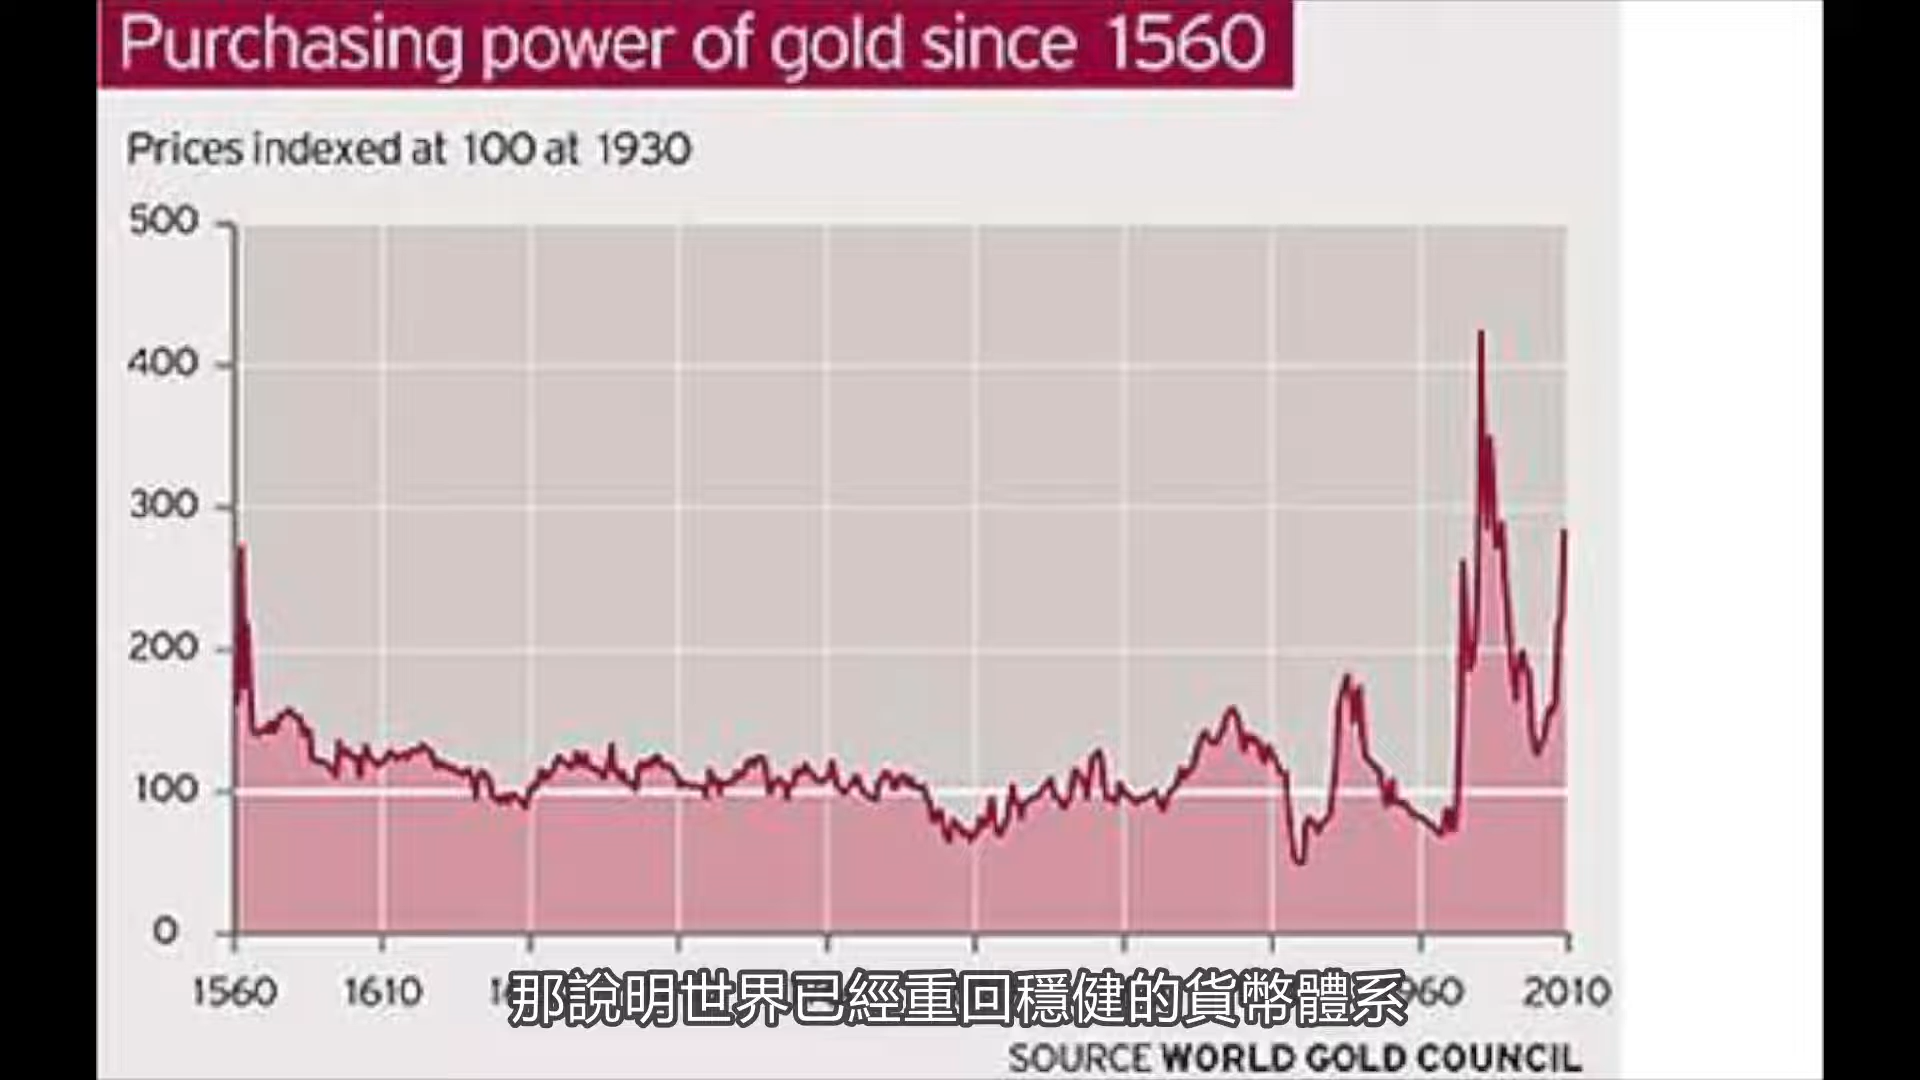 Purchasing power of gold since 1560
Prices indexed at 100 at 1930
500
400
300
200
100
0
1560 1610 2010
那說明世界已經重回穩健的貨幣體系
SOURCE WORLD GOLD COUNCIL